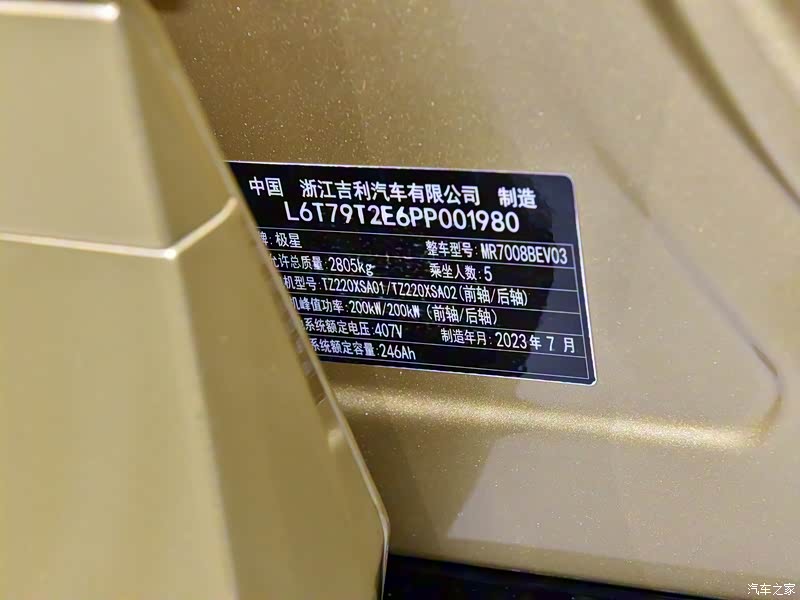 中国 浙江吉利汽车有限公司 制造
L6T79T2E6PP001980
牌:极星 整车型号:MR7008BEV03
允许总质量:2805kg 乘坐人数:5
机型号:TZ220XSA01/TZ220XSA02(前轴/后轴)
机峰值功率:200kW/200kW (前轴/后轴)
系统额定电压:407V 制造年月:2023年7月
系统额定容量:246Ah
汽车之家